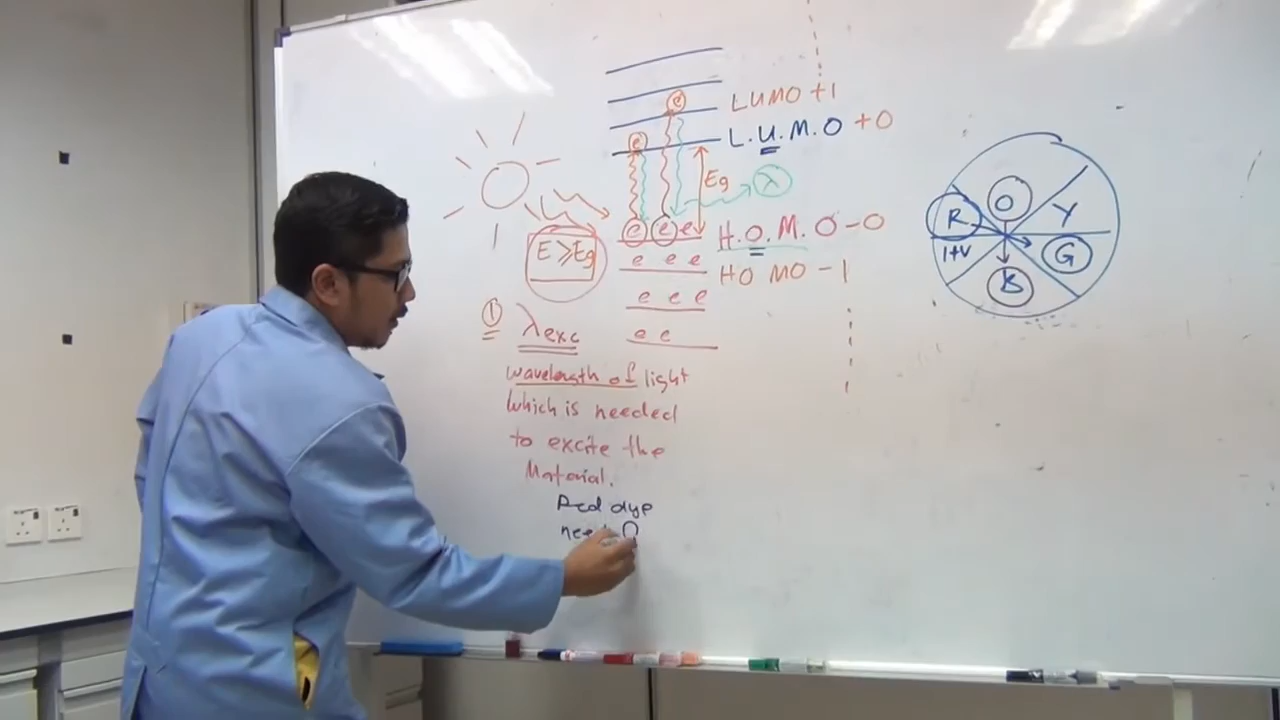 LUMO +1
L.U.M.O +0
e
e
λ
Eg
e e e
H.O.M.O-0
E ≥ Eg
e e e
HOMO-1
e e e
e e
① λexc
wavelength of light
Which is needed
to excite the
Material.
Red dye
need
O
Y
R
G
I+V
B